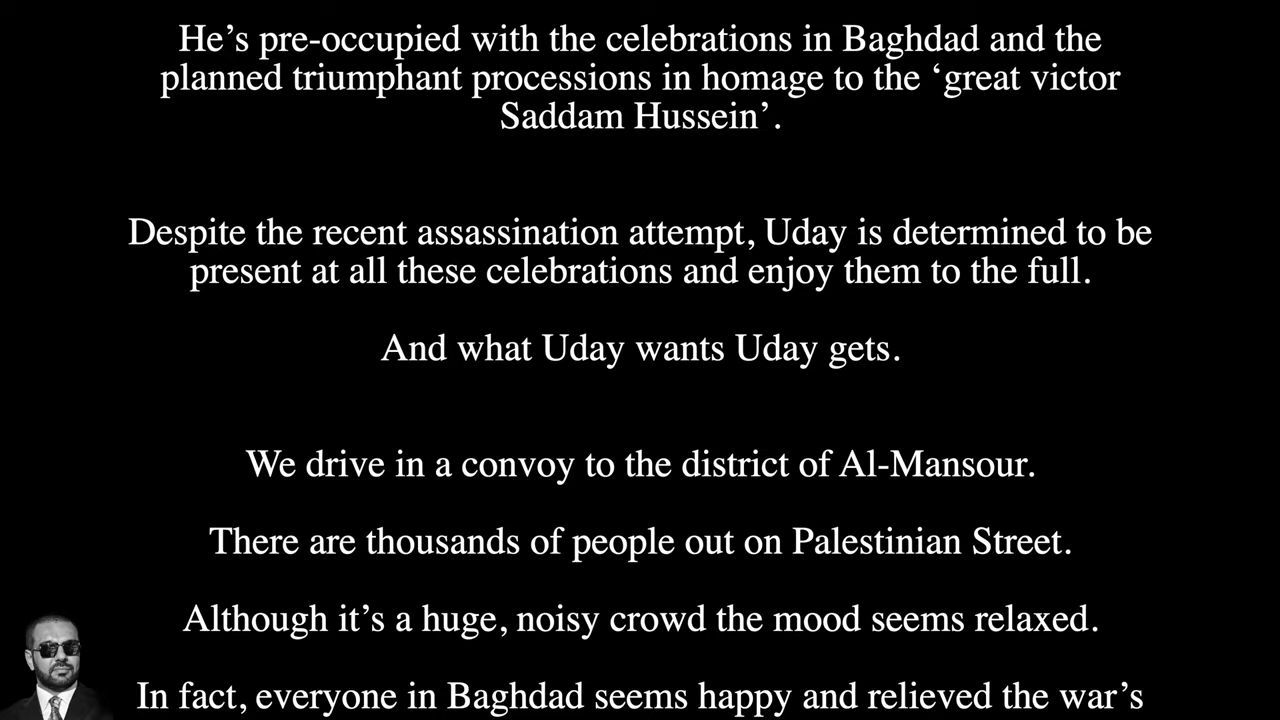 He’s pre-occupied with the celebrations in Baghdad and the
planned triumphant processions in homage to the ‘great victor
Saddam Hussein’.
Despite the recent assassination attempt, Uday is determined to be
present at all these celebrations and enjoy them to the full.
And what Uday wants Uday gets.
We drive in a convoy to the district of Al-Mansour.
There are thousands of people out on Palestinian Street.
Although it’s a huge, noisy crowd the mood seems relaxed.
In fact, everyone in Baghdad seems happy and relieved the war’s